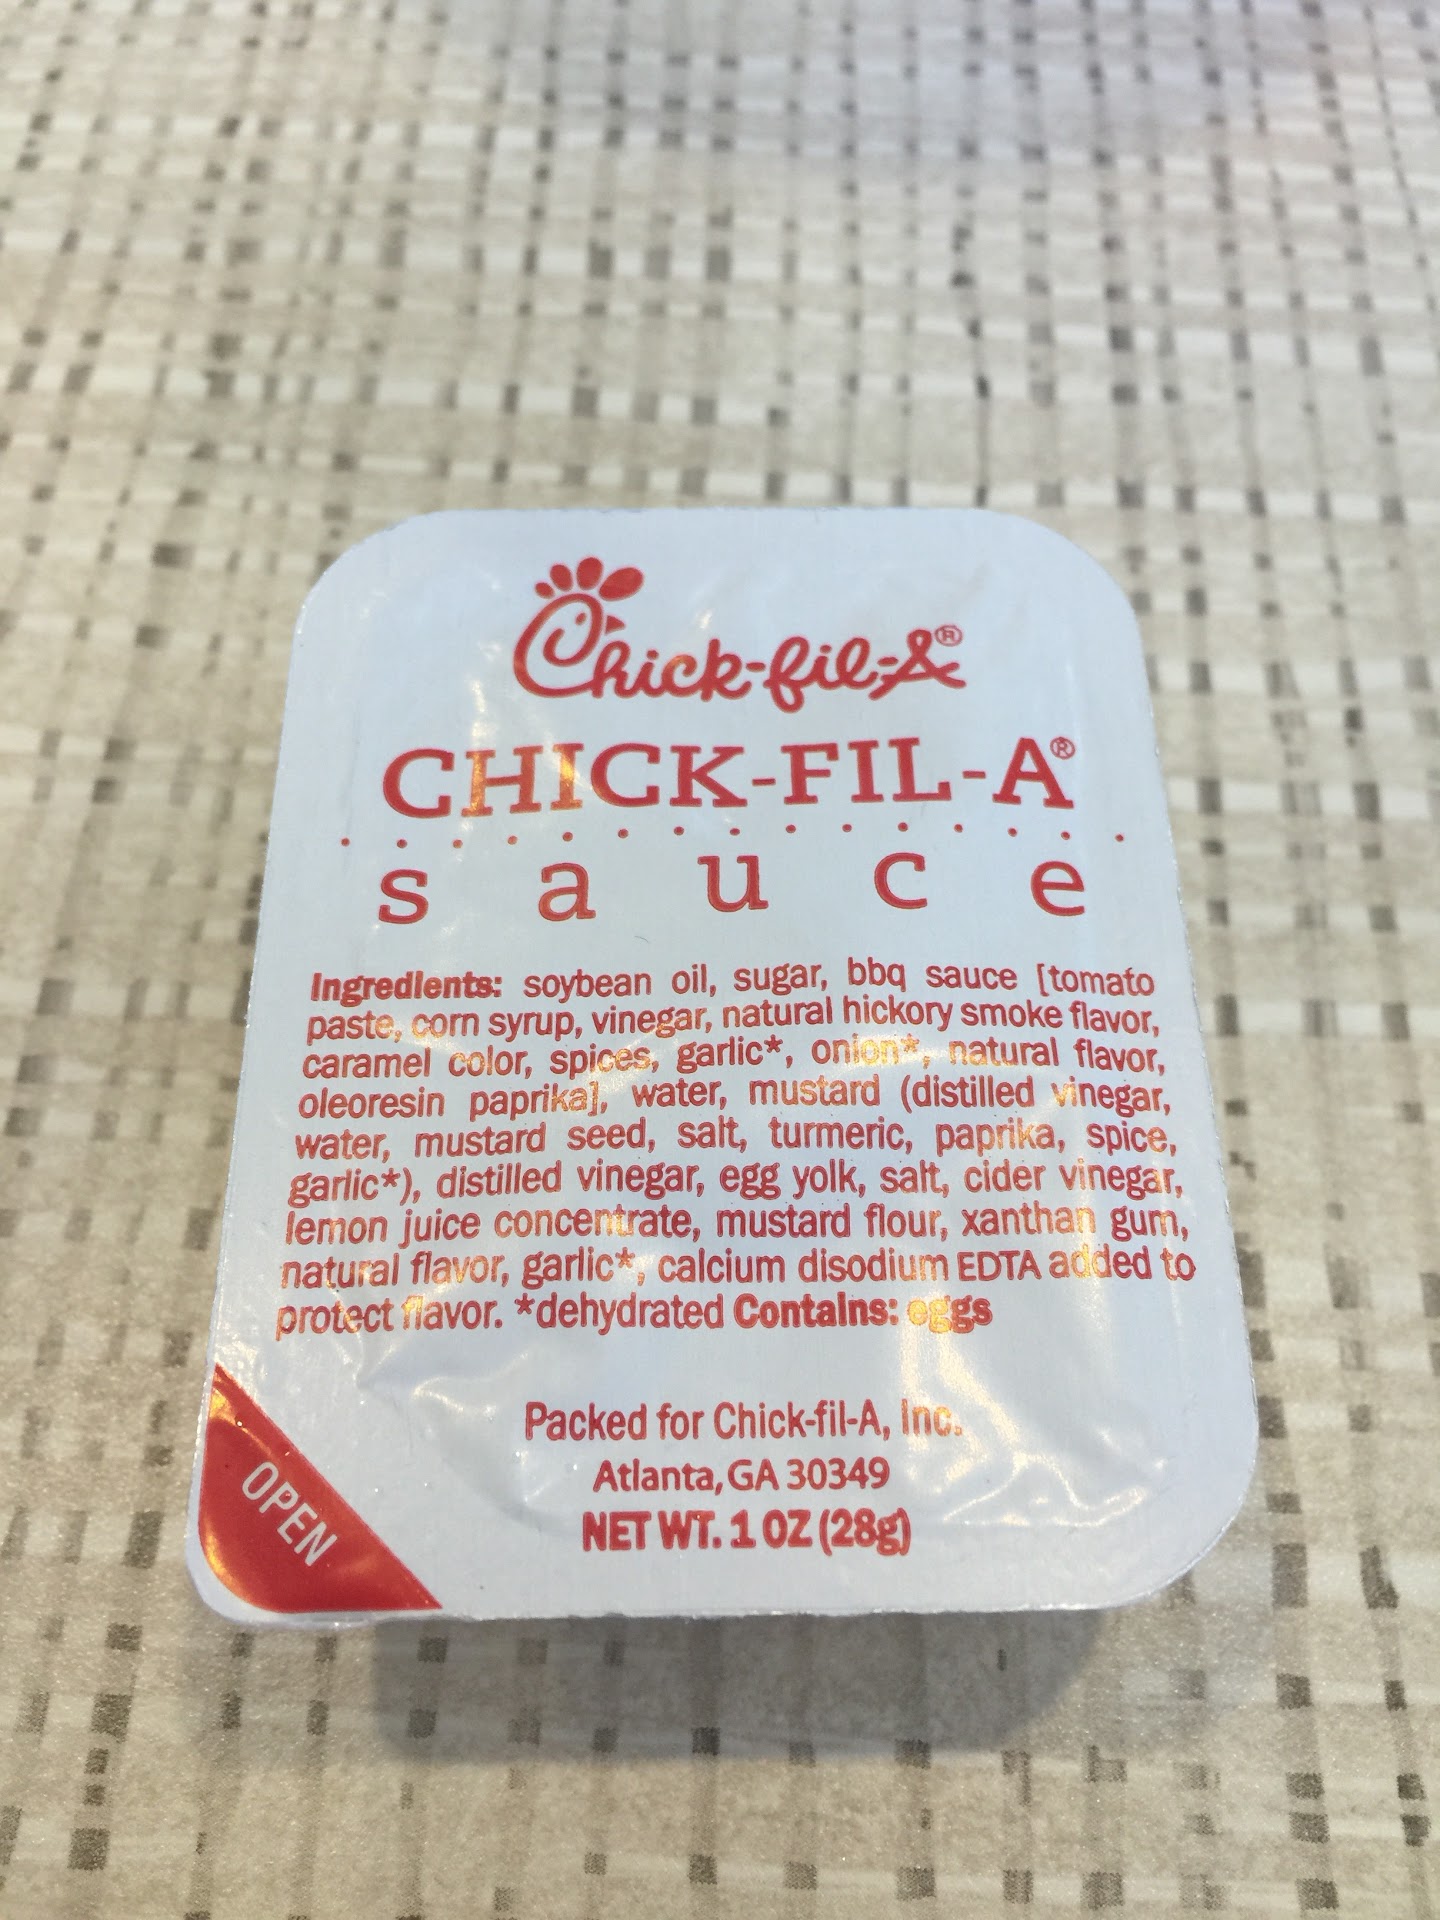 Chick-fil-A®
CHICK-FIL-A®
sauce
Ingredients: soybean oil, sugar, bbq sauce [tomato
paste, corn syrup, vinegar, natural hickory smoke flavor,
caramel color, spices, garlic*, onion*, natural flavor,
oleoresin paprika], water, mustard (distilled vinegar,
water, mustard seed, salt, turmeric, paprika, spice,
garlic*), distilled vinegar, egg yolk, salt, cider vinegar,
lemon juice concentrate, mustard flour, xanthan gum,
natural flavor, garlic*, calcium disodium EDTA added to
protect flavor. *dehydrated Contains: eggs
Packed for Chick-fil-A, Inc.
Atlanta, GA 30349
NET WT. 1 OZ (28g)
OPEN